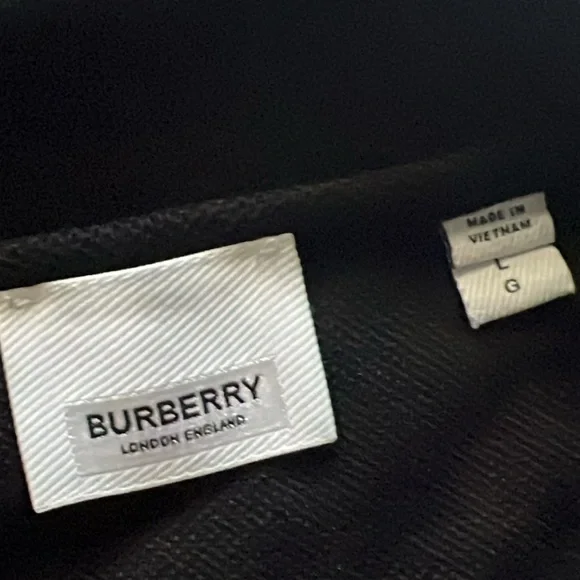 BURBERRY
LONDON ENGLAND
MADE IN
VIETNAM
L
G